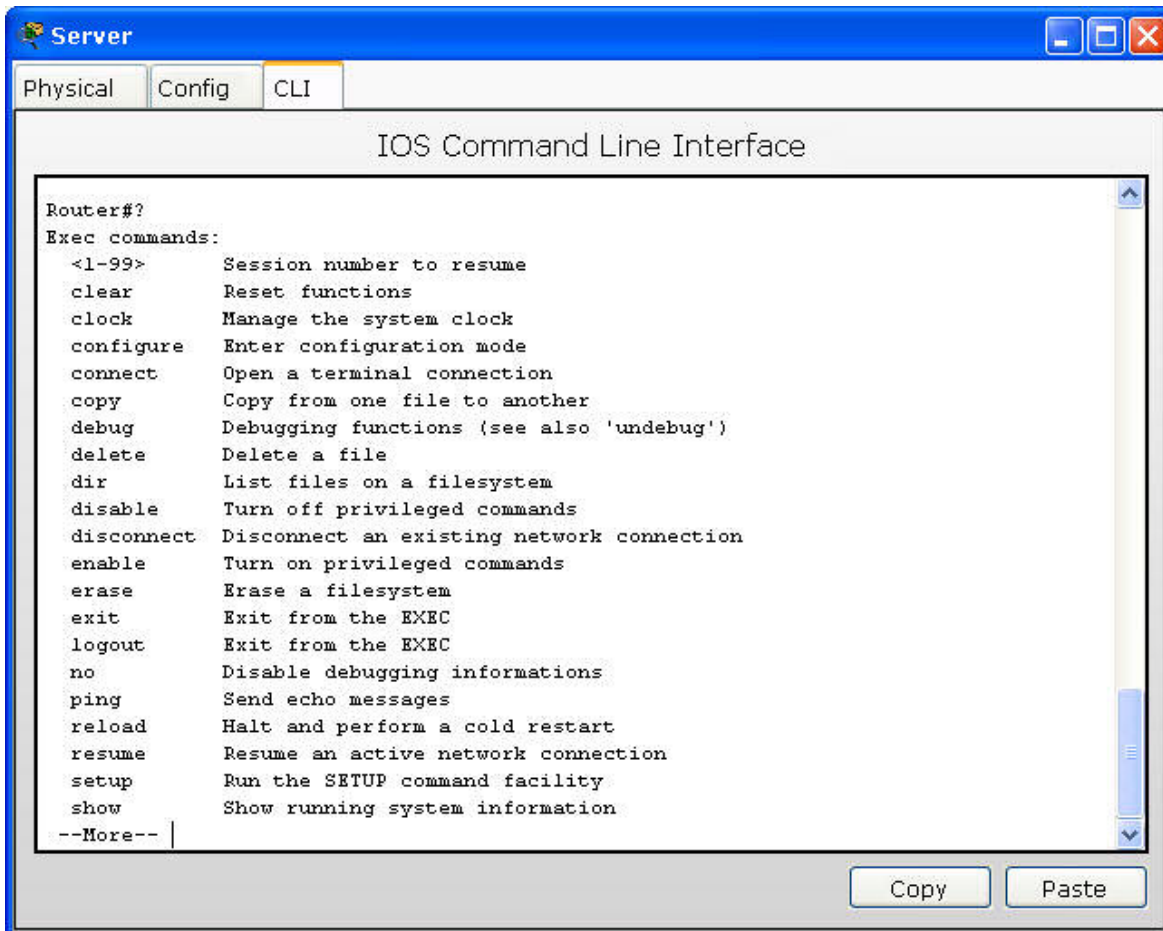 Server
Physical Config CLI
IOS Command Line Interface
Router#?
Exec commands:
<1-99> Session number to resume
clear Reset functions
clock Manage the system clock
configure Enter configuration mode
connect Open a terminal connection
copy Copy from one file to another
debug Debugging functions (see also 'undebug')
delete Delete a file
dir List files on a filesystem
disable Turn off privileged commands
disconnect Disconnect an existing network connection
enable Turn on privileged commands
erase Erase a filesystem
exit Exit from the EXEC
logout Exit from the EXEC
no Disable debugging informations
ping Send echo messages
reload Halt and perform a cold restart
resume Resume an active network connection
setup Run the SETUP command facility
show Show running system information
--More--
Copy Paste